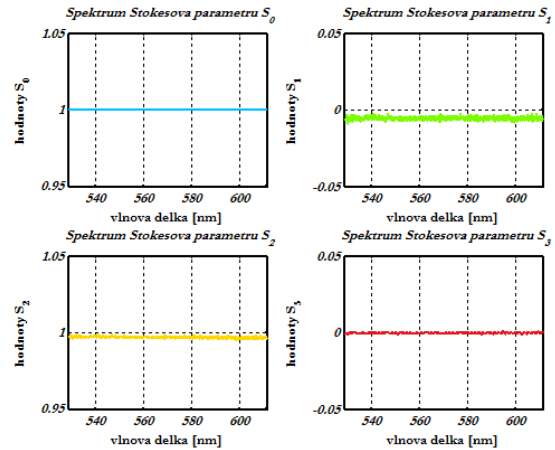 Spektrum Stokesova parametru S0
1.05
1
0.95
hodnoty S0
540 560 580 600
vlnova delka [nm]
Spektrum Stokesova parametru S1
0.05
0
-0.05
hodnoty S1
540 560 580 600
vlnova delka [nm]
Spektrum Stokesova parametru S2
1.05
1
0.95
hodnoty S2
540 560 580 600
vlnova delka [nm]
Spektrum Stokesova parametru S3
0.05
0
-0.05
hodnoty S3
540 560 580 600
vlnova delka [nm]